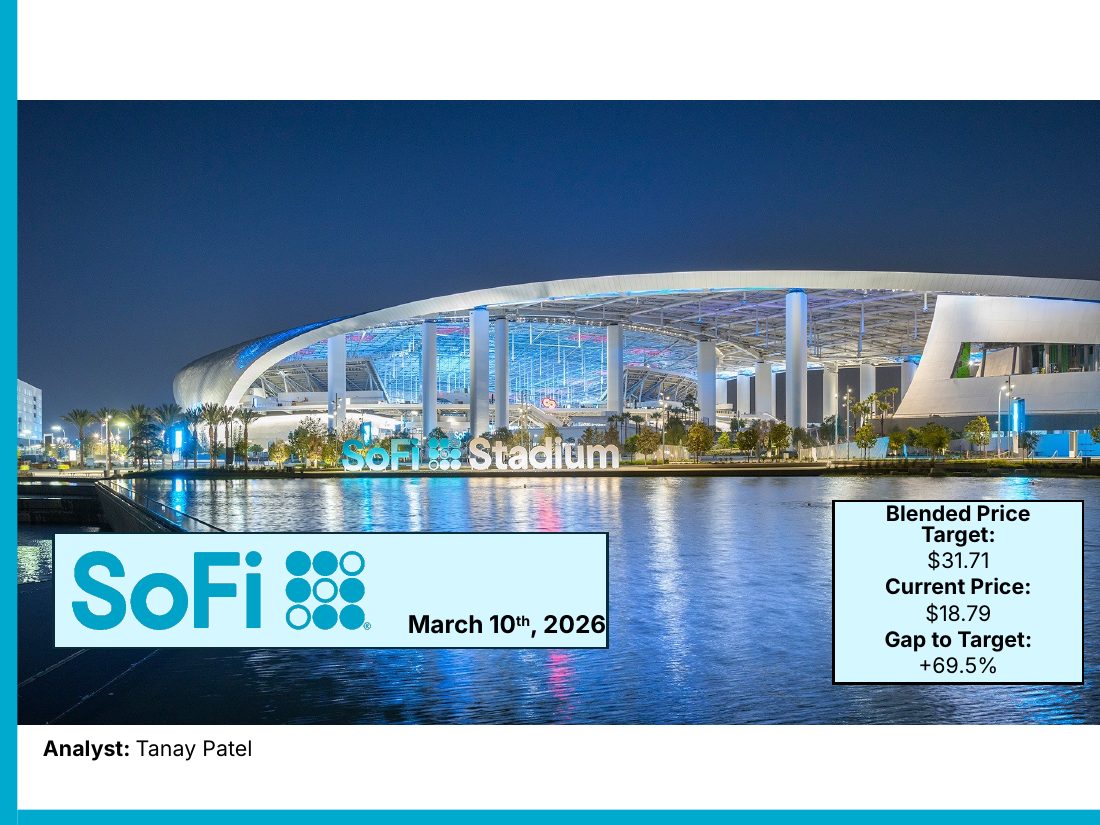 SoFi Stadium
Blended Price
Target:
$31.71
Current Price:
$18.79
Gap to Target:
+69.5%
SoFi ®
March 10th, 2026
Analyst: Tanay Patel